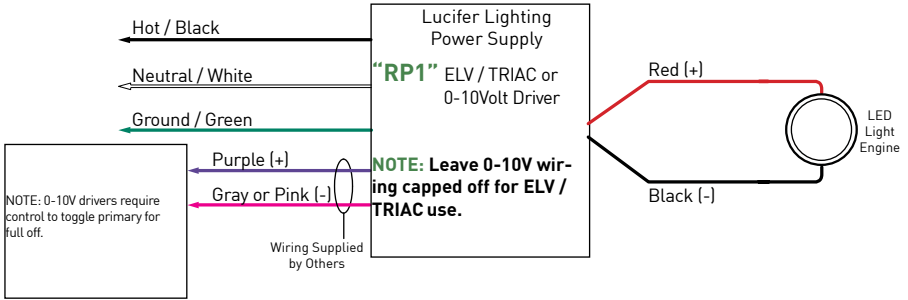 Hot / Black
Neutral / White
Ground / Green
Purple (+)
Gray or Pink (-)
Wiring Supplied
by Others
NOTE: 0-10V drivers require
control to toggle primary for
full off.
Lucifer Lighting
Power Supply
“RP1” ELV / TRIAC or
0-10Volt Driver
NOTE: Leave 0-10V wir-
ing capped off for ELV /
TRIAC use.
Red (+)
Black (-)
LED
Light
Engine